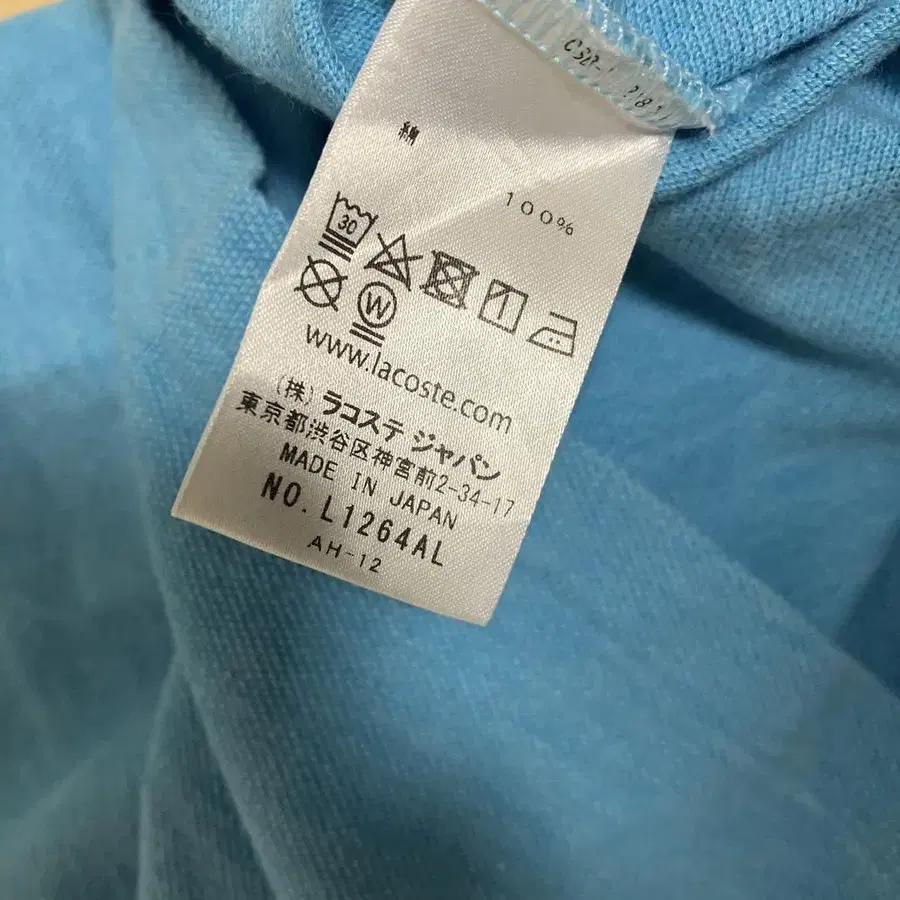 綿
100%
30
W
www.lacoste.com
(株) ラコステ ジャパン
東京都渋谷区神宮前2-34-17
MADE IN JAPAN
NO. L1264AL
AH-12